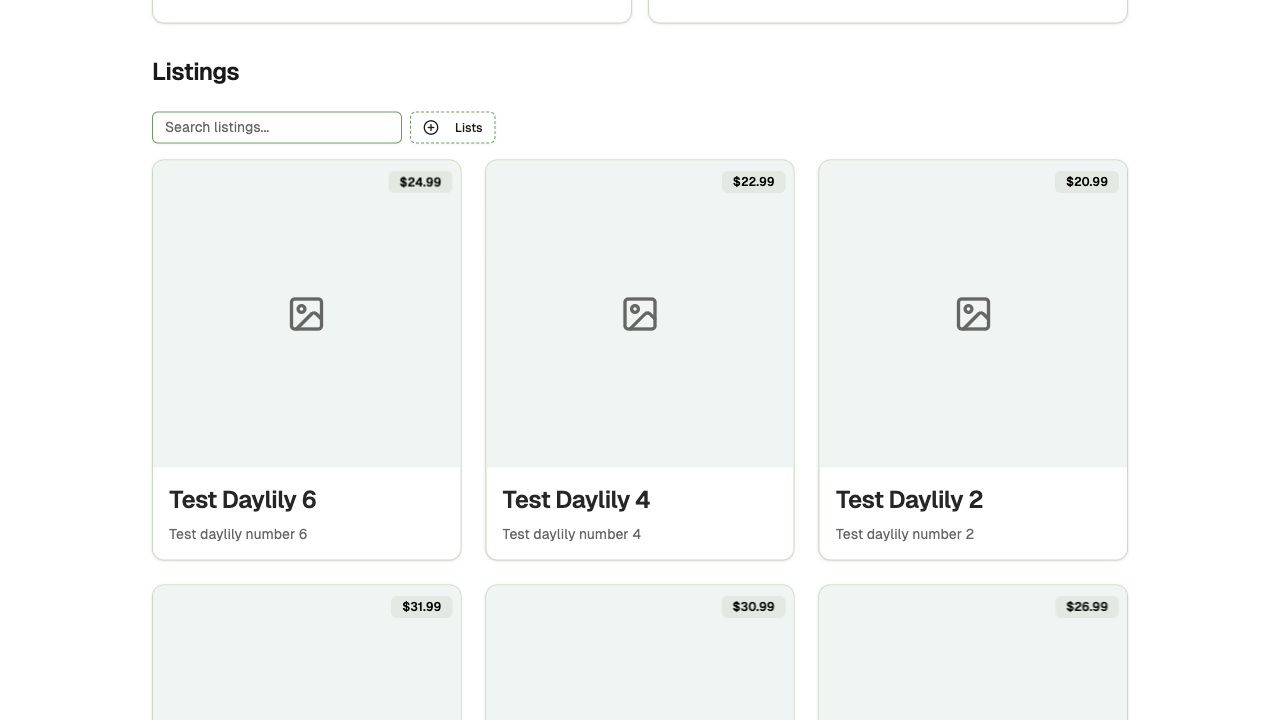 Listings
Search listings...
Lists
$24.99
$22.99
$20.99
Test Daylily 6
Test Daylily 4
Test Daylily 2
Test daylily number 6
Test daylily number 4
Test daylily number 2
$31.99
$30.99
$26.99